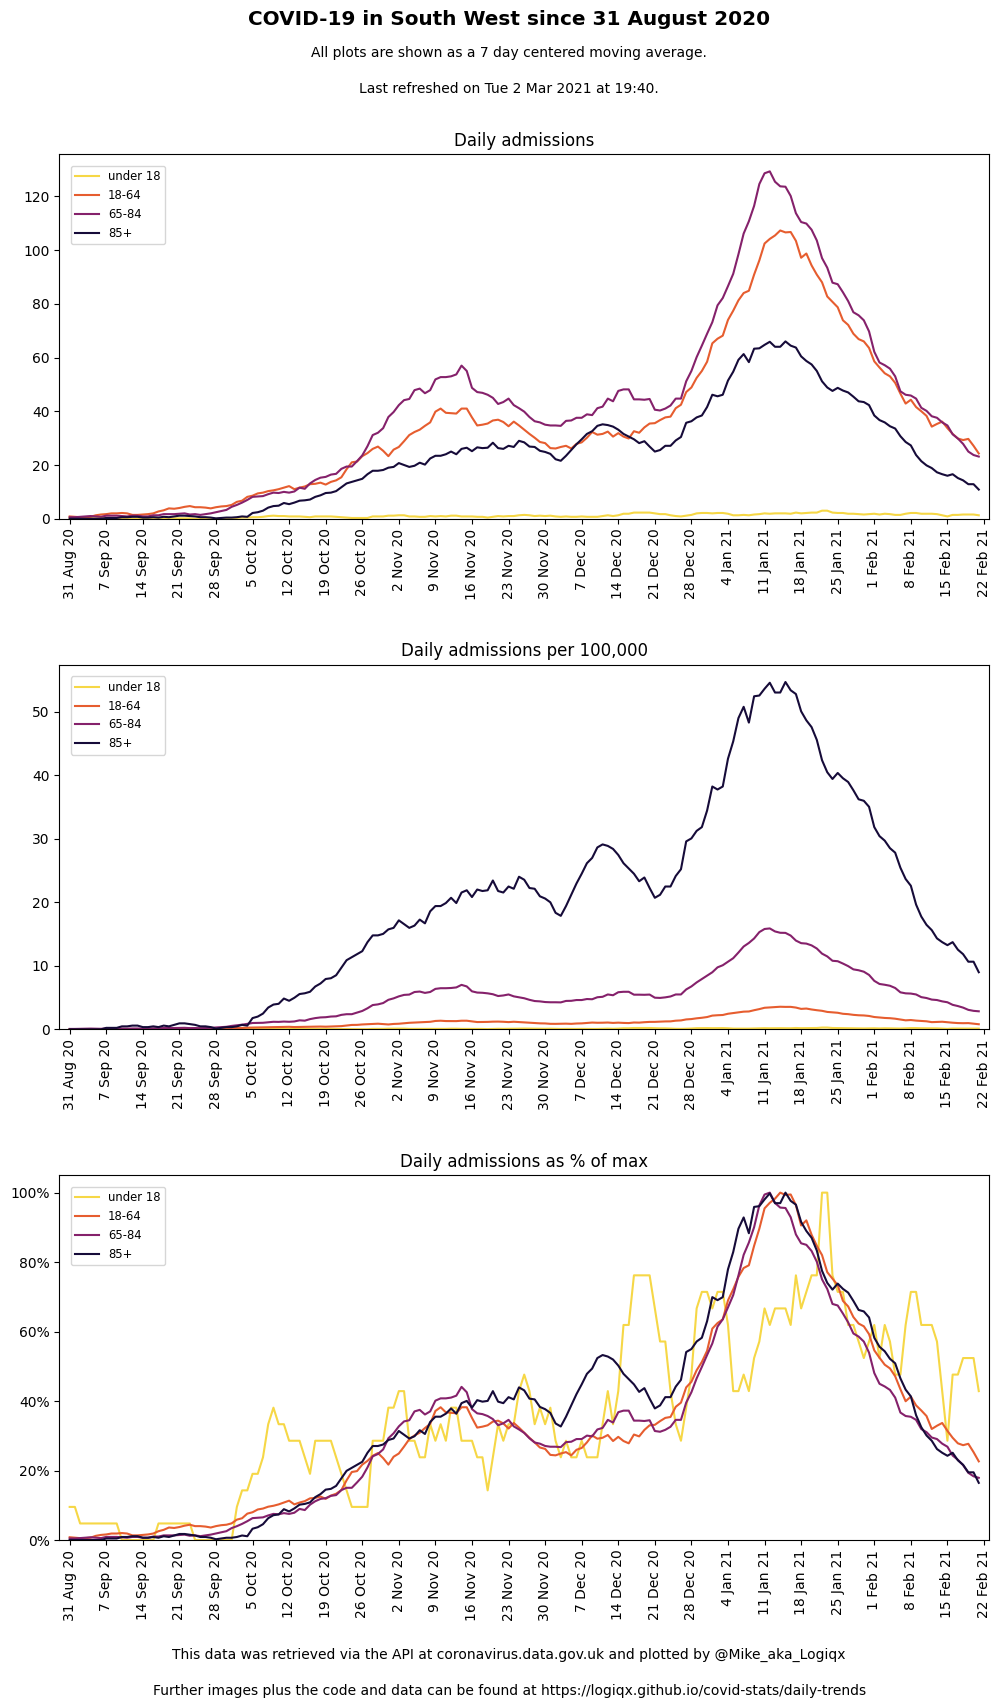 COVID-19 in South West since 31 August 2020
All plots are shown as a 7 day centered moving average.
Last refreshed on Tue 2 Mar 2021 at 19:40.
Daily admissions
under 18
18-64
65-84
85+
120
100
80
60
40
20
0
31 Aug 20
7 Sep 20
14 Sep 20
21 Sep 20
28 Sep 20
5 Oct 20
12 Oct 20
19 Oct 20
26 Oct 20
2 Nov 20
9 Nov 20
16 Nov 20
23 Nov 20
30 Nov 20
7 Dec 20
14 Dec 20
21 Dec 20
28 Dec 20
4 Jan 21
11 Jan 21
18 Jan 21
25 Jan 21
1 Feb 21
8 Feb 21
15 Feb 21
22 Feb 21
Daily admissions per 100,000
under 18
18-64
65-84
85+
50
40
30
20
10
0
31 Aug 20
7 Sep 20
14 Sep 20
21 Sep 20
28 Sep 20
5 Oct 20
12 Oct 20
19 Oct 20
26 Oct 20
2 Nov 20
9 Nov 20
16 Nov 20
23 Nov 20
30 Nov 20
7 Dec 20
14 Dec 20
21 Dec 20
28 Dec 20
4 Jan 21
11 Jan 21
18 Jan 21
25 Jan 21
1 Feb 21
8 Feb 21
15 Feb 21
22 Feb 21
Daily admissions as % of max
under 18
18-64
65-84
85+
100%
80%
60%
40%
20%
0%
31 Aug 20
7 Sep 20
14 Sep 20
21 Sep 20
28 Sep 20
5 Oct 20
12 Oct 20
19 Oct 20
26 Oct 20
2 Nov 20
9 Nov 20
16 Nov 20
23 Nov 20
30 Nov 20
7 Dec 20
14 Dec 20
21 Dec 20
28 Dec 20
4 Jan 21
11 Jan 21
18 Jan 21
25 Jan 21
1 Feb 21
8 Feb 21
15 Feb 21
22 Feb 21
This data was retrieved via the API at coronavirus.data.gov.uk and plotted by @Mike_aka_Logiqx
Further images plus the code and data can be found at https://logiqx.github.io/covid-stats/daily-trends